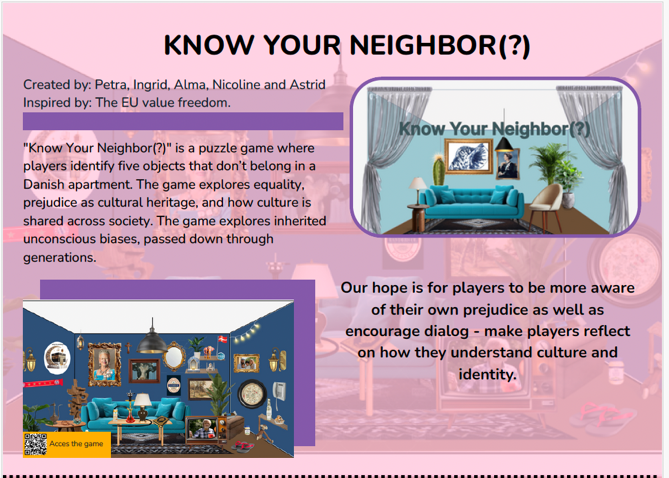 KNOW YOUR NEIGHBOR(?)
Created by: Petra, Ingrid, Alma, Nicoline and Astrid
Inspired by: The EU value freedom.
"Know Your Neighbor(?)" is a puzzle game where
players identify five objects that don't belong in a
Danish apartment. The game explores equality,
prejudice as cultural heritage, and how culture is
shared across society. The game explores inherited
unconscious biases, passed down through
generations.
Know Your Neighbor(?)
Our hope is for players to be more aware
of their own prejudice as well as
encourage dialog - make players reflect
on how they understand culture and
identity.
Acces the game